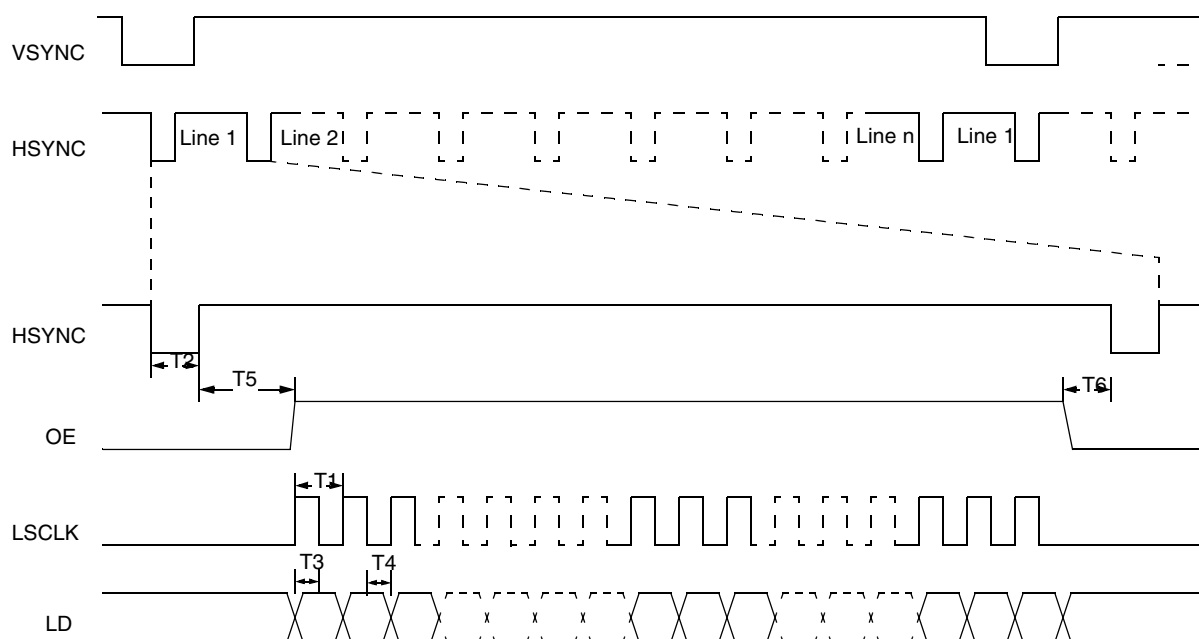 VSYNC
HSYNC
Line 1
Line 2
Line n
Line 1
HSYNC
T2
T5
T6
OE
T1
LSCLK
T3
T4
LD